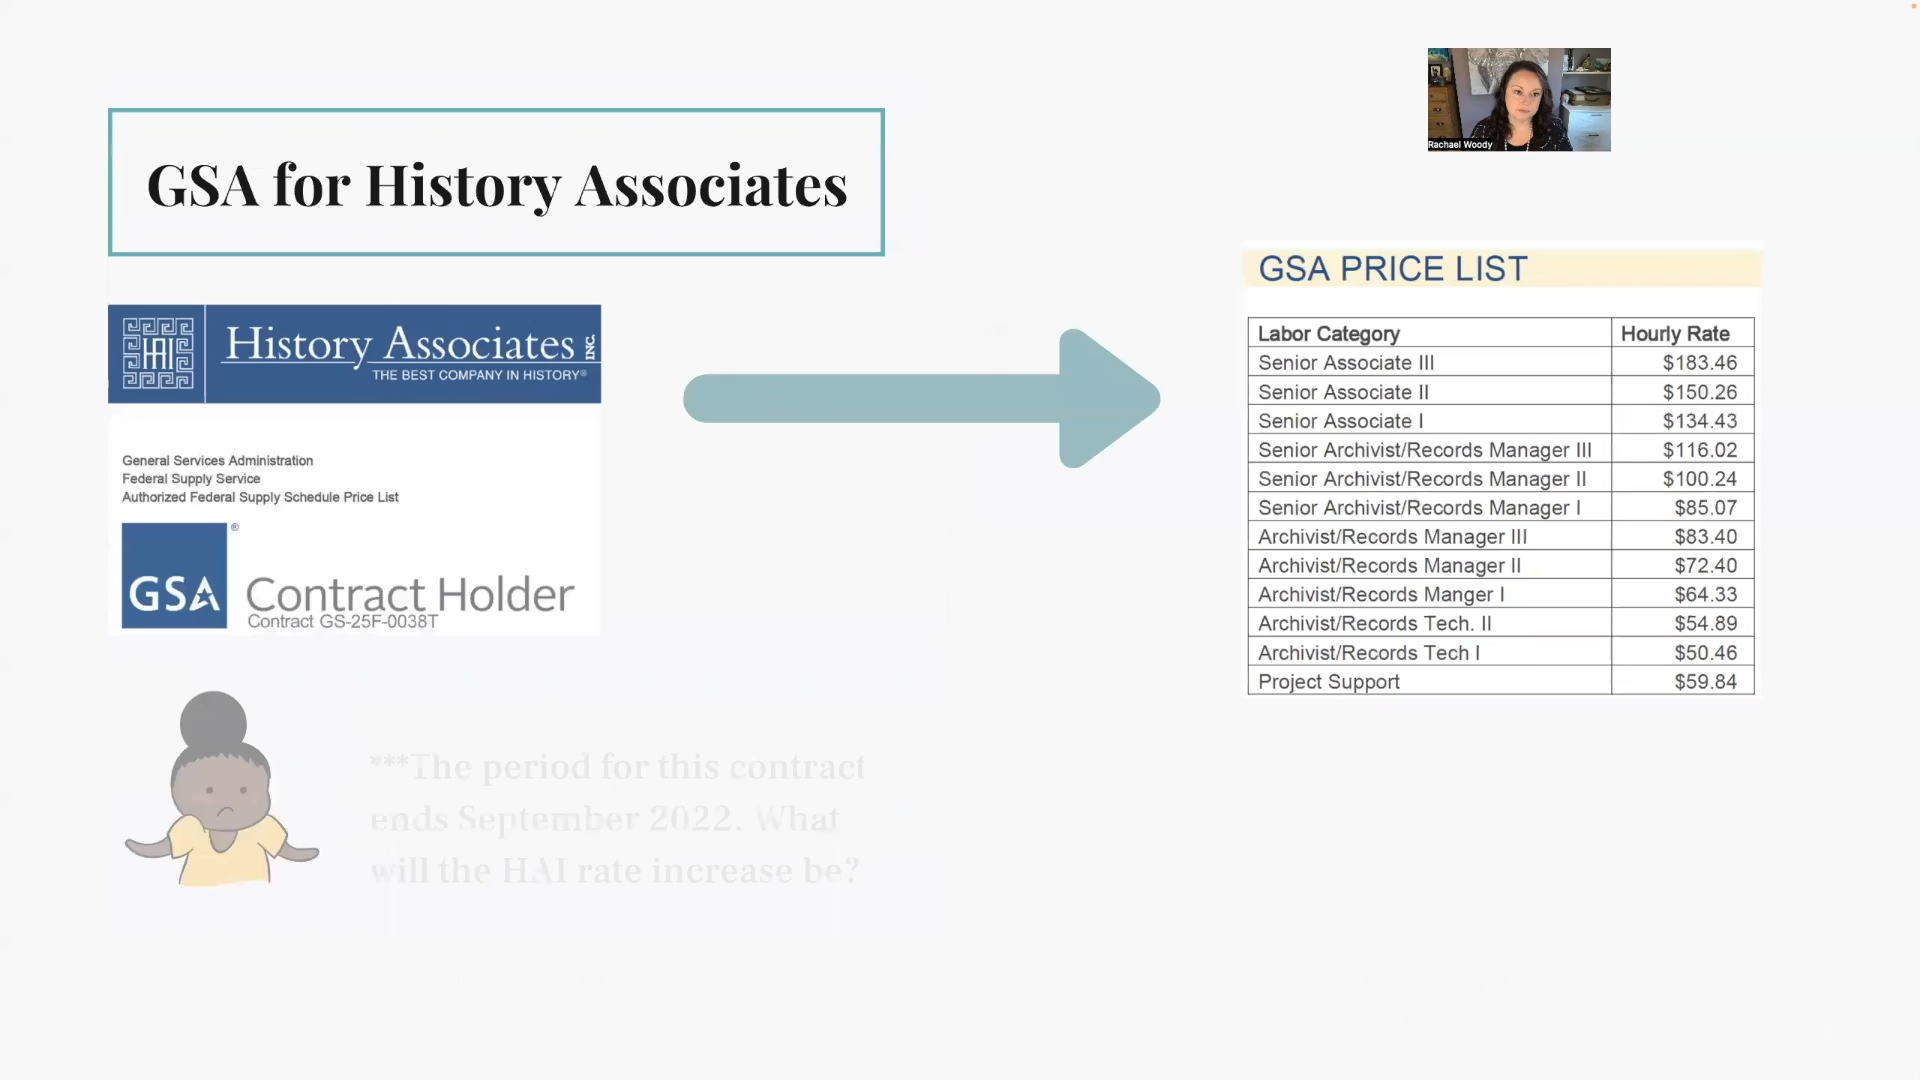 Rachael Woody
GSA for History Associates
HAI
History Associates INC.
THE BEST COMPANY IN HISTORY®
General Services Administration
Federal Supply Service
Authorized Federal Supply Schedule Price List
GSA ®
Contract Holder
Contract GS-25F-0038T
***The period for this contract
ends September 2022. What
will the HAI rate increase be?
GSA PRICE LIST
Labor Category Hourly Rate
Senior Associate III $183.46
Senior Associate II $150.26
Senior Associate I $134.43
Senior Archivist/Records Manager III $116.02
Senior Archivist/Records Manager II $100.24
Senior Archivist/Records Manager I $85.07
Archivist/Records Manager III $83.40
Archivist/Records Manager II $72.40
Archivist/Records Manger I $64.33
Archivist/Records Tech. II $54.89
Archivist/Records Tech I $50.46
Project Support $59.84